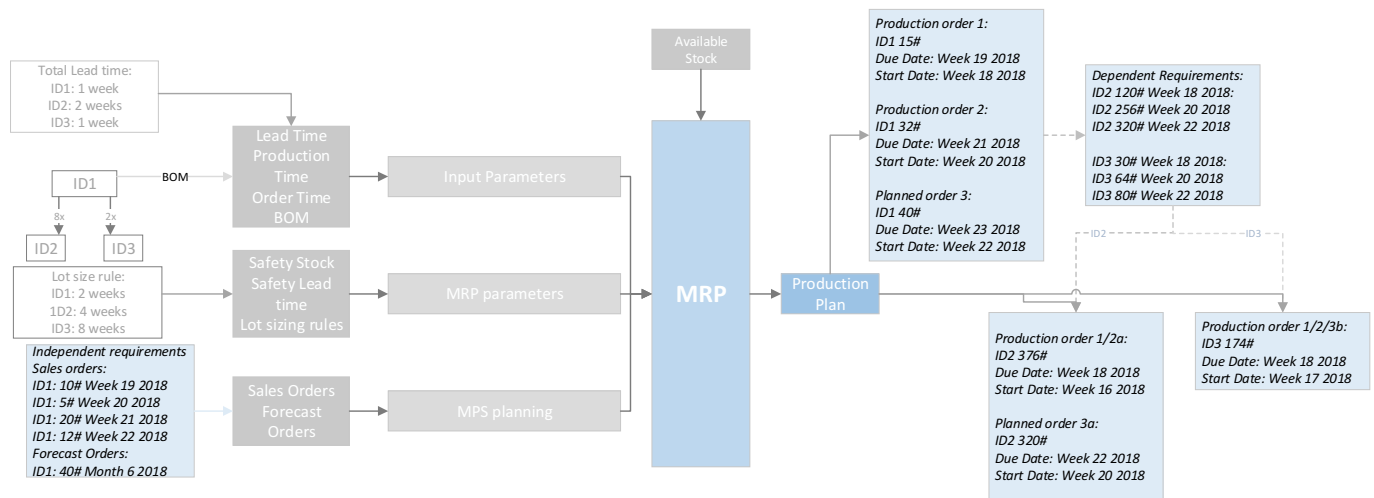 Total Lead time:
ID1: 1 week
ID2: 2 weeks
ID3: 1 week
ID1
BOM
8x
2x
ID2
ID3
Lot size rule:
ID1: 2 weeks
1D2: 4 weeks
ID3: 8 weeks
Independent requirements
Sales orders:
ID1: 10# Week 19 2018
ID1: 5# Week 20 2018
ID1: 20# Week 21 2018
ID1: 12# Week 22 2018
Forecast Orders:
ID1: 40# Month 6 2018
Lead Time
Production
Time
Order Time
BOM
Safety Stock
Safety Lead
time
Lot sizing rules
Sales Orders
Forecast
Orders
Input Parameters
MRP parameters
MPS planning
Available
Stock
MRP
Production
Plan
Production order 1:
ID1 15#
Due Date: Week 19 2018
Start Date: Week 18 2018
Production order 2:
ID1 32#
Due Date: Week 21 2018
Start Date: Week 20 2018
Planned order 3:
ID1 40#
Due Date: Week 23 2018
Start Date: Week 22 2018
Dependent Requirements:
ID2 120# Week 18 2018:
ID2 256# Week 20 2018
ID2 320# Week 22 2018
ID3 30# Week 18 2018:
ID3 64# Week 20 2018
ID3 80# Week 22 2018
ID2
ID3
Production order 1/2a:
ID2 376#
Due Date: Week 18 2018
Start Date: Week 16 2018
Planned order 3a:
ID2 320#
Due Date: Week 22 2018
Start Date: Week 20 2018
Production order 1/2/3b:
ID3 174#
Due Date: Week 18 2018
Start Date: Week 17 2018